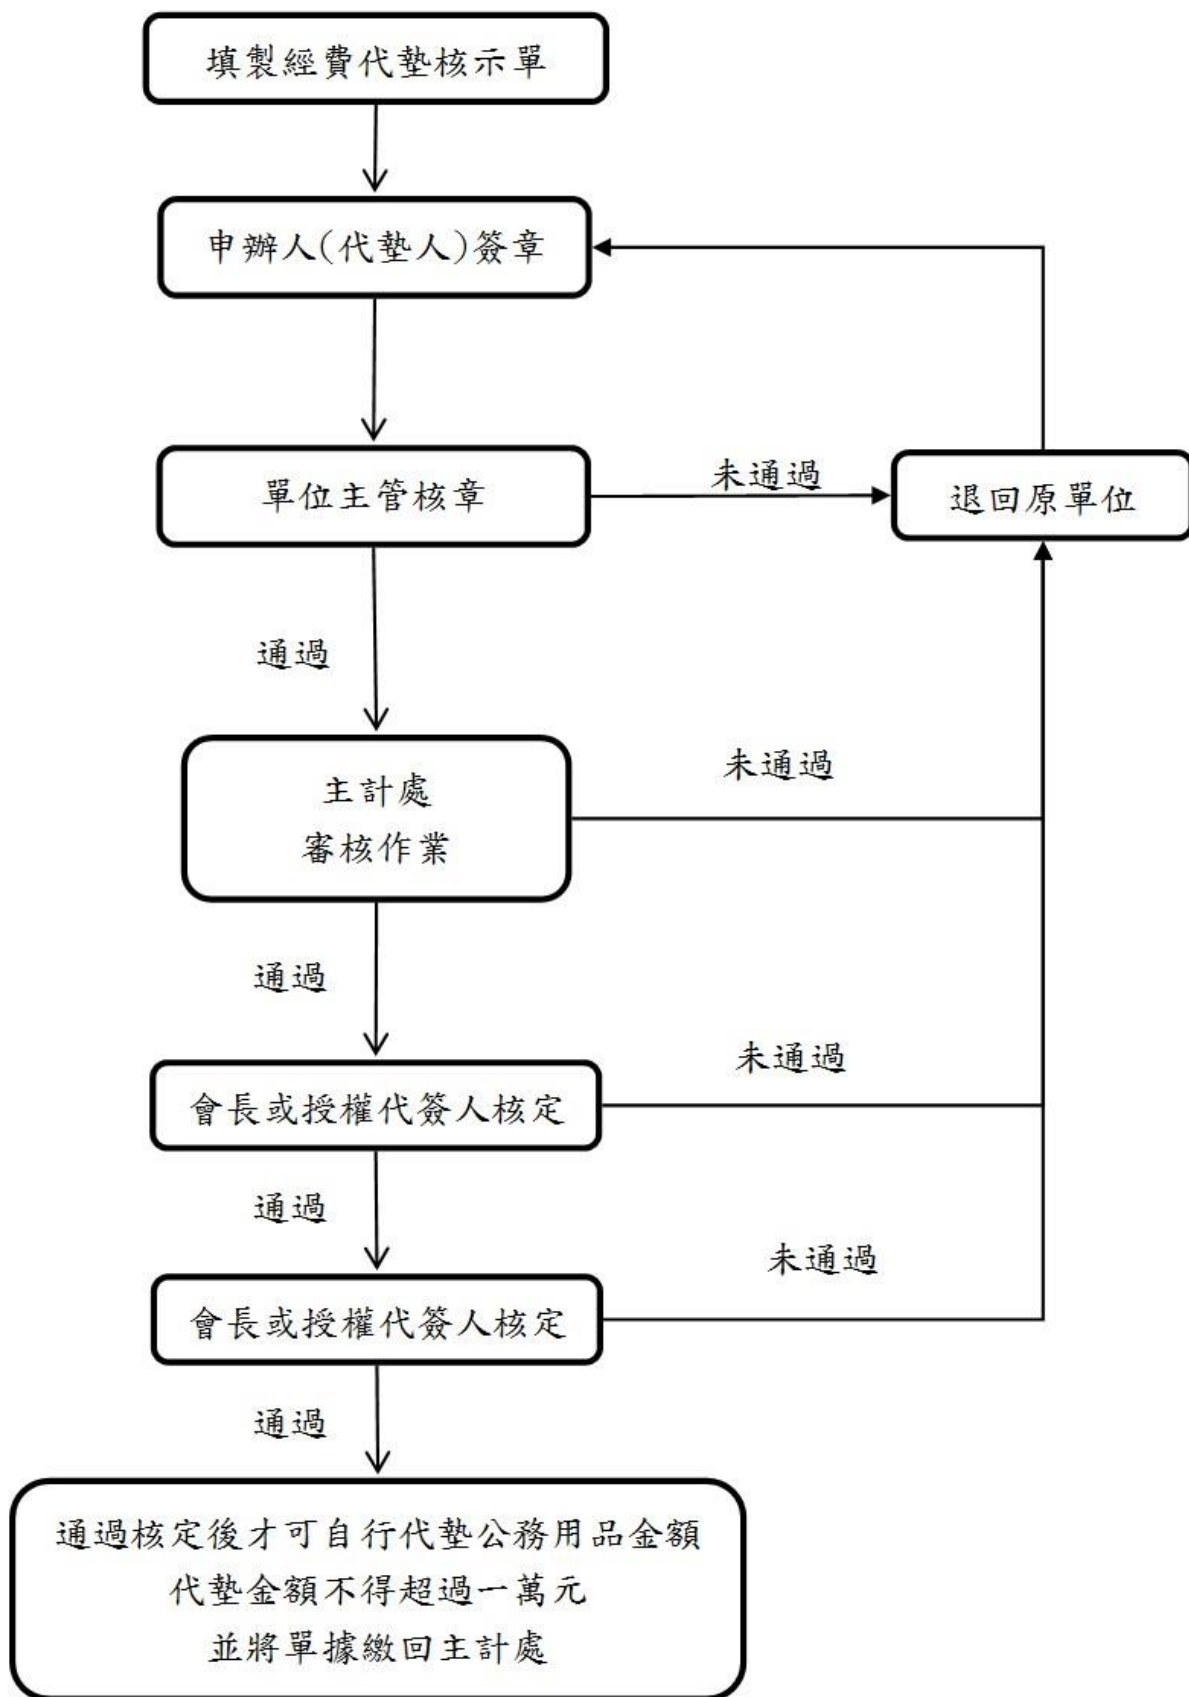 填製經費代墊核示單
申辦人(代墊人)簽章
單位主管核章
未通過
退回原單位
通過
主計處
審核作業
未通過
通過
會長或授權代簽人核定
未通過
通過
會長或授權代簽人核定
未通過
通過
通過核定後才可自行代墊公務用品金額
代墊金額不得超過一萬元
並將單據繳回主計處